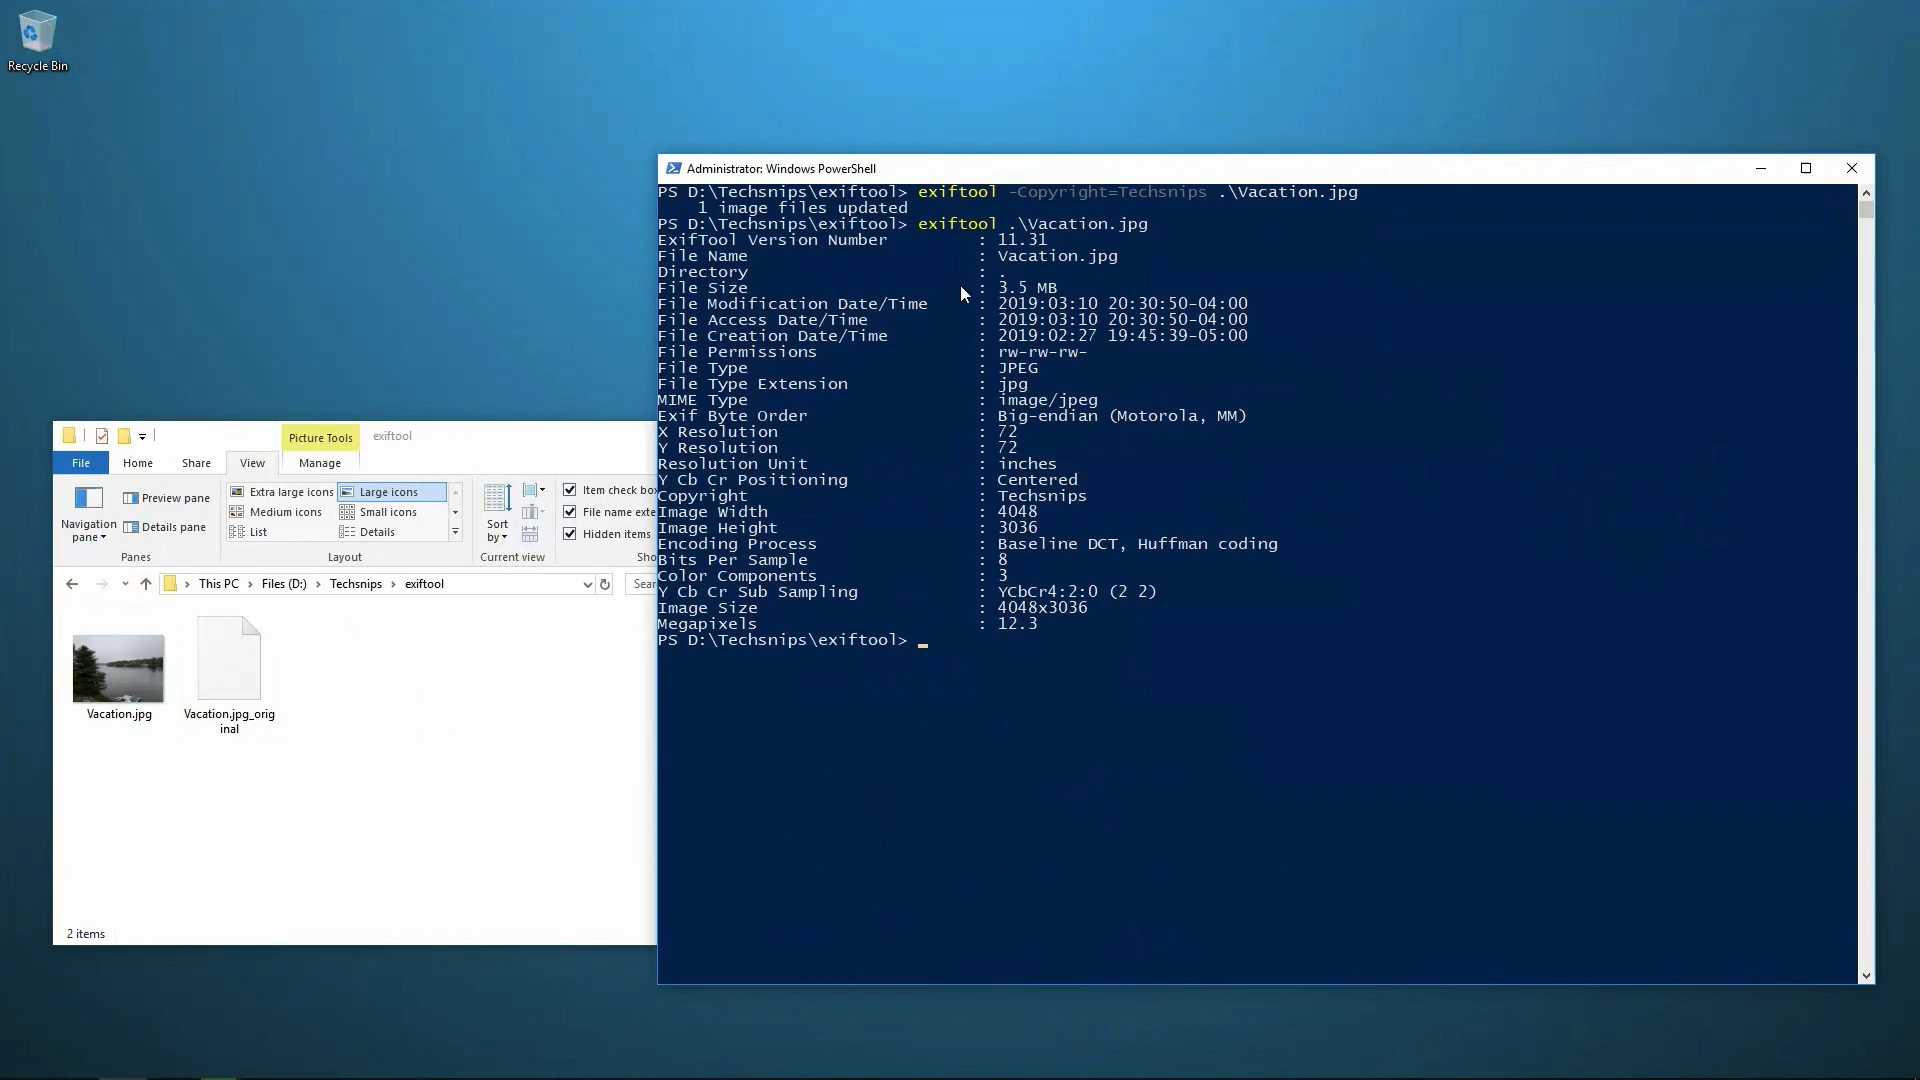 Recycle Bin
Administrator: Windows PowerShell
PS D:\Techsnips\exiftool> exiftool -Copyright=Techsnips .\Vacation.jpg
1 image files updated
PS D:\Techsnips\exiftool> exiftool .\Vacation.jpg
ExifTool Version Number : 11.31
File Name : Vacation.jpg
Directory : .
File Size : 3.5 MB
File Modification Date/Time : 2019:03:10 20:30:50-04:00
File Access Date/Time : 2019:03:10 20:30:50-04:00
File Creation Date/Time : 2019:02:27 19:45:39-05:00
File Permissions : rw-rw-rw-
File Type : JPEG
File Type Extension : jpg
MIME Type : image/jpeg
Exif Byte Order : Big-endian (Motorola, MM)
X Resolution : 72
Y Resolution : 72
Resolution Unit : inches
Y Cb Cr Positioning : Centered
Copyright : Techsnips
Image Width : 4048
Image Height : 3036
Encoding Process : Baseline DCT, Huffman coding
Bits Per Sample : 8
Color Components : 3
Y Cb Cr Sub Sampling : YCbCr4:2:0 (2 2)
Image Size : 4048x3036
Megapixels : 12.3
PS D:\Techsnips\exiftool>
Picture Tools exiftool
File Home Share View Manage
Navigation pane
Preview pane
Details pane
Panes
Extra large icons Large icons
Medium icons Small icons
List Details
Layout
Sort by
Current view
Item check box
File name exte
Hidden items
Sho
This PC > Files (D:) > Techsnips > exiftool
Sear
Vacation.jpg
Vacation.jpg_orig
inal
2 items